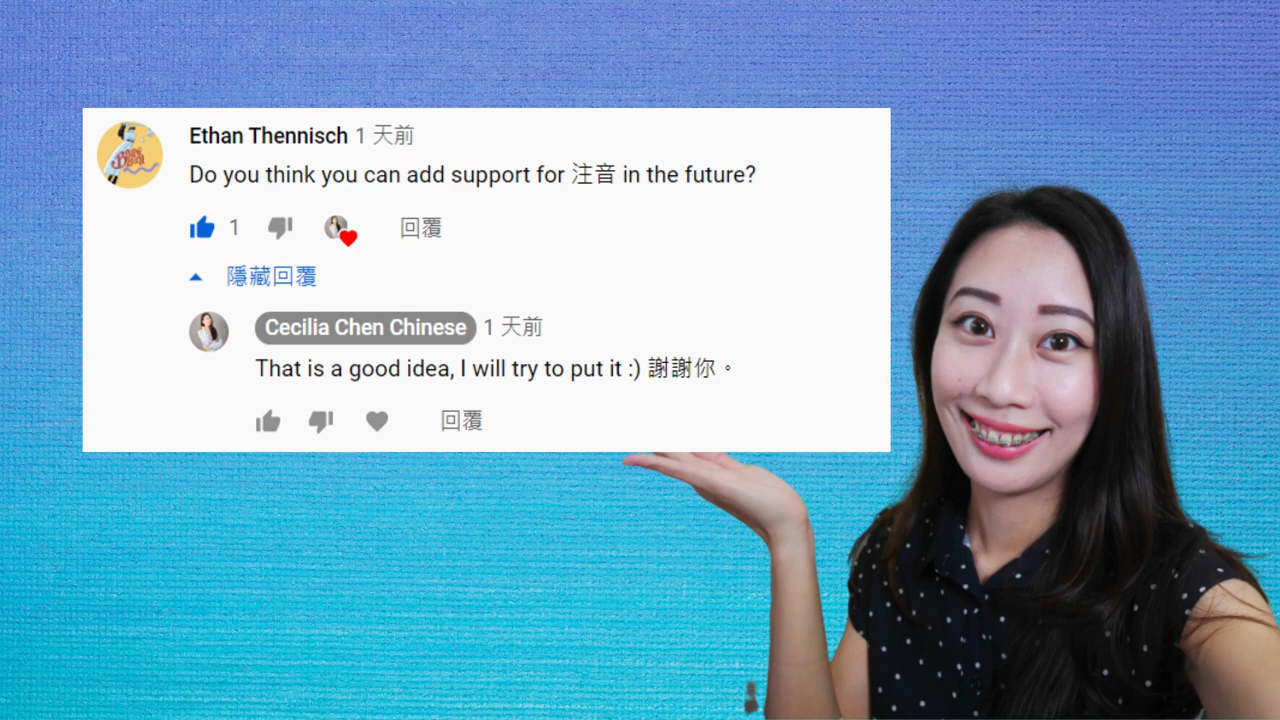 Ethan Thennisch 1 天前
Do you think you can add support for 注音 in the future?
1 回覆
隱藏回覆
Cecilia Chen Chinese 1 天前
That is a good idea, I will try to put it :) 謝謝你。
回覆